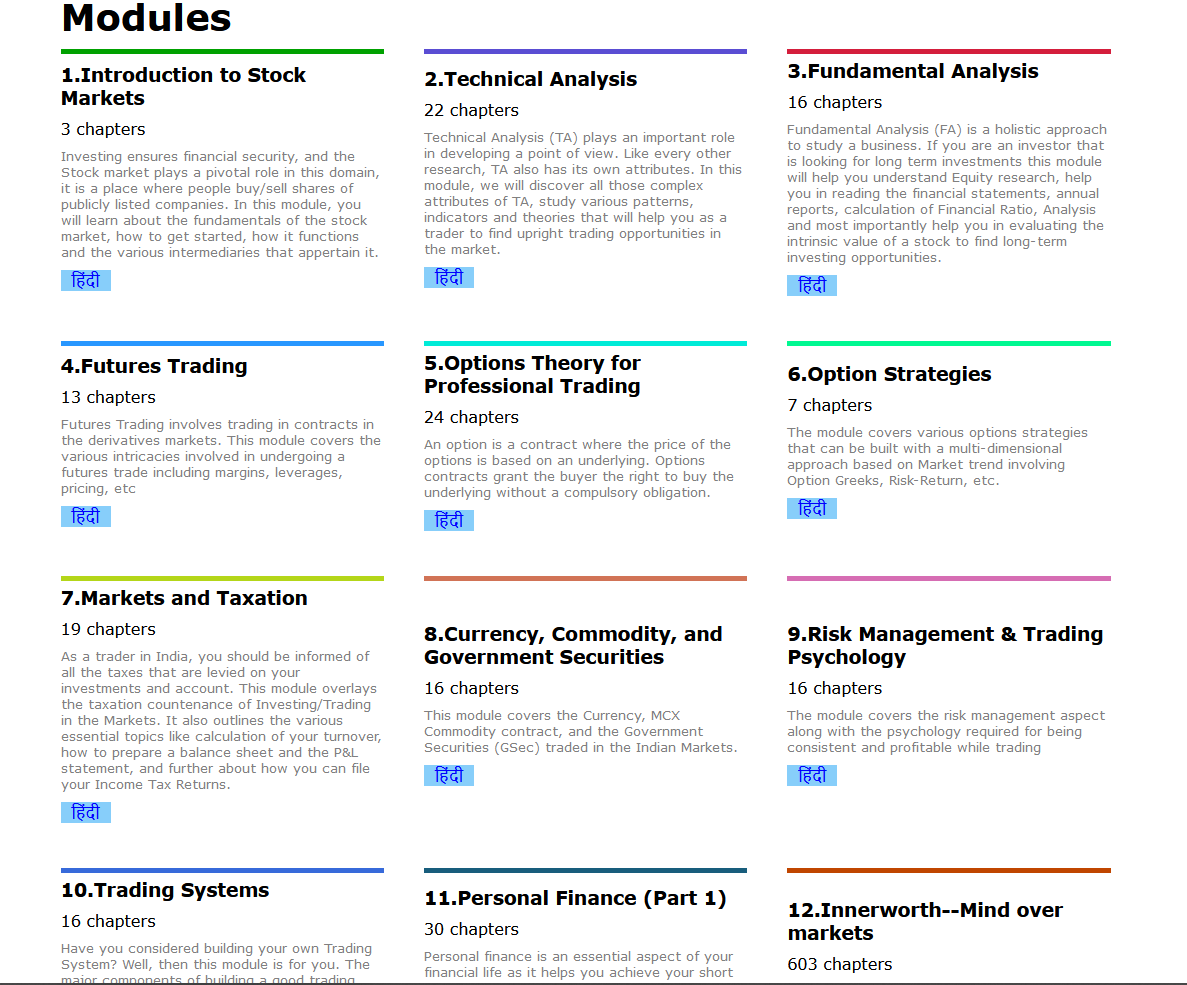 Modules
1.Introduction to Stock
Markets
3 chapters
Investing ensures financial security, and the
Stock market plays a pivotal role in this domain,
it is a place where people buy/sell shares of
publicly listed companies. In this module, you
will learn about the fundamentals of the stock
market, how to get started, how it functions
and the various intermediaries that appertain it.
हिंदी
2.Technical Analysis
22 chapters
Technical Analysis (TA) plays an important role
in developing a point of view. Like every other
research, TA also has its own attributes. In this
module, we will discover all those complex
attributes of TA, study various patterns,
indicators and theories that will help you as a
trader to find upright trading opportunities in
the market.
हिंदी
3.Fundamental Analysis
16 chapters
Fundamental Analysis (FA) is a holistic approach
to study a business. If you are an investor that
is looking for long term investments this module
will help you understand Equity research, help
you in reading the financial statements, annual
reports, calculation of Financial Ratio, Analysis
and most importantly help you in evaluating the
intrinsic value of a stock to find long-term
investing opportunities.
हिंदी
4.Futures Trading
13 chapters
Futures Trading involves trading in contracts in
the derivatives markets. This module covers the
various intricacies involved in undergoing a
futures trade including margins, leverages,
pricing, etc
हिंदी
5.Options Theory for
Professional Trading
24 chapters
An option is a contract where the price of the
options is based on an underlying. Options
contracts grant the buyer the right to buy the
underlying without a compulsory obligation.
हिंदी
6.Option Strategies
7 chapters
The module covers various options strategies
that can be built with a multi-dimensional
approach based on Market trend involving
Option Greeks, Risk-Return, etc.
हिंदी
7.Markets and Taxation
19 chapters
As a trader in India, you should be informed of
all the taxes that are levied on your
investments and account. This module overlays
the taxation countenance of Investing/Trading
in the Markets. It also outlines the various
essential topics like calculation of your turnover,
how to prepare a balance sheet and the P&L
statement, and further about how you can file
your Income Tax Returns.
हिंदी
8.Currency, Commodity, and
Government Securities
16 chapters
This module covers the Currency, MCX
Commodity contract, and the Government
Securities (GSec) traded in the Indian Markets.
हिंदी
9.Risk Management & Trading
Psychology
16 chapters
The module covers the risk management aspect
along with the psychology required for being
consistent and profitable while trading
हिंदी
10.Trading Systems
16 chapters
Have you considered building your own Trading
System? Well, then this module is for you. The
major components of building a good trading
11.Personal Finance (Part 1)
30 chapters
Personal finance is an essential aspect of your
financial life as it helps you achieve your short
12.Innerworth--Mind over
markets
603 chapters